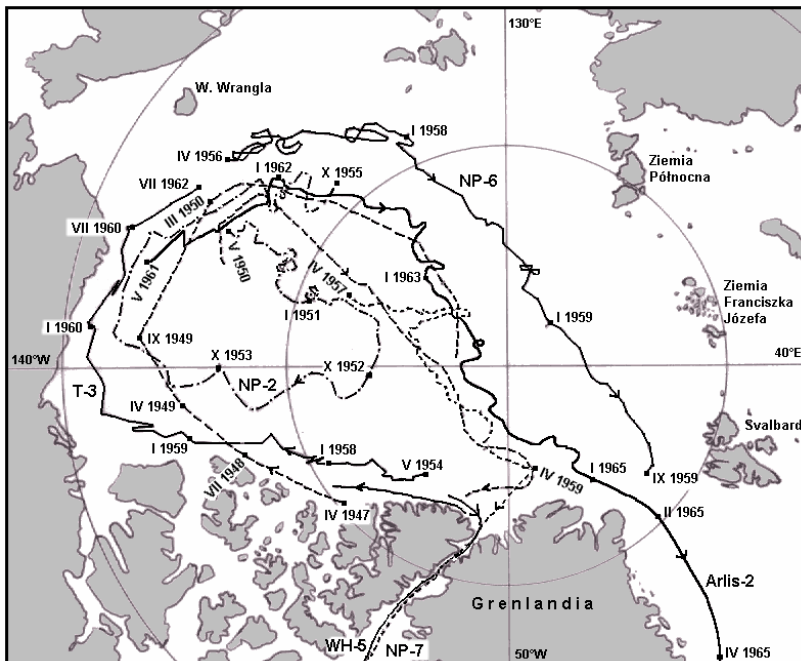 130°E
W. Wrangla
I 1958
IV 1956
Ziemia
Północna
I 1962
X 1955
NP-6
VII 1962
III 1950
VII 1960
V 1950
V 1961
IV 1957
I 1963
Ziemia
Franciszka
Józefa
I 1951
I 1959
I 1960
IX 1949
140°W
X 1953
X 1952
40°E
NP-2
T-3
IV 1949
Svalbard
I 1959
VII 1948
I 1958
V 1954
IV 1959
I 1965
IX 1959
IV 1947
II 1965
Arlis-2
Grenlandia
WH-5
NP-7
50°W
IV 1965